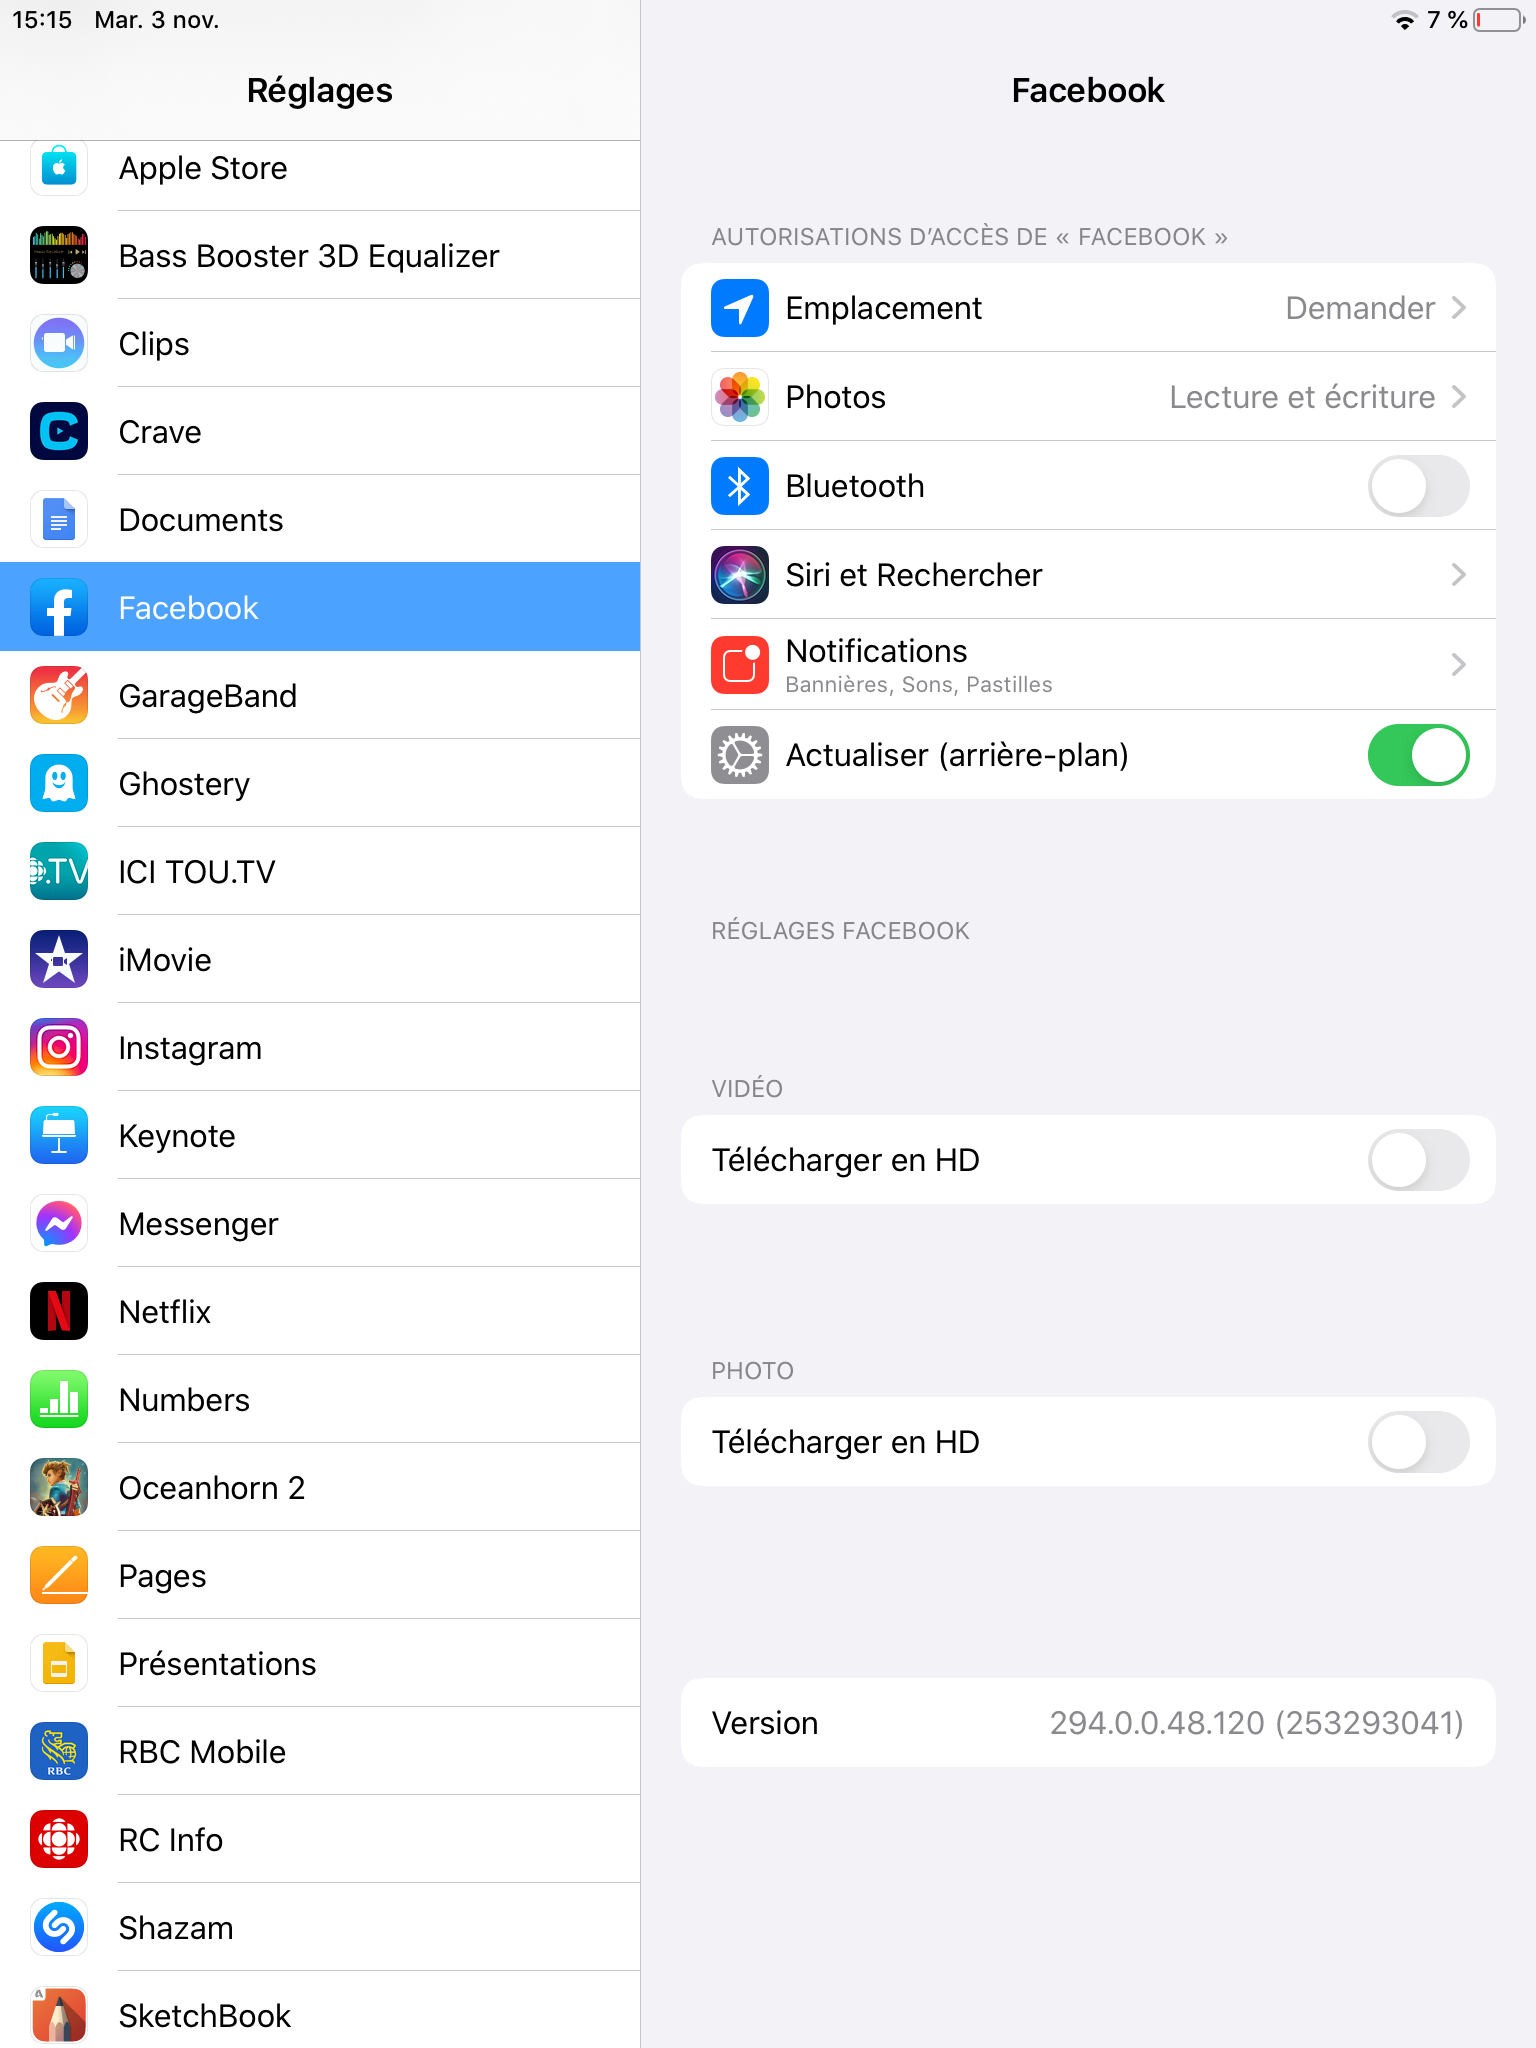 15:15 Mar. 3 nov.
7 %
Réglages
Apple Store
Bass Booster 3D Equalizer
Clips
Crave
Documents
Facebook
GarageBand
Ghostery
.TV
ICI TOU.TV
iMovie
Instagram
Keynote
Messenger
Netflix
Numbers
Oceanhorn 2
Pages
Présentations
RBC
RBC Mobile
RC Info
Shazam
A
SketchBook
Facebook
AUTORISATIONS D’ACCÈS DE « FACEBOOK »
Emplacement Demander
Photos Lecture et écriture
Bluetooth
Siri et Rechercher
Notifications
Bannières, Sons, Pastilles
Actualiser (arrière-plan)
RÉGLAGES FACEBOOK
VIDÉO
Télécharger en HD
PHOTO
Télécharger en HD
Version 294.0.0.48.120 (253293041)